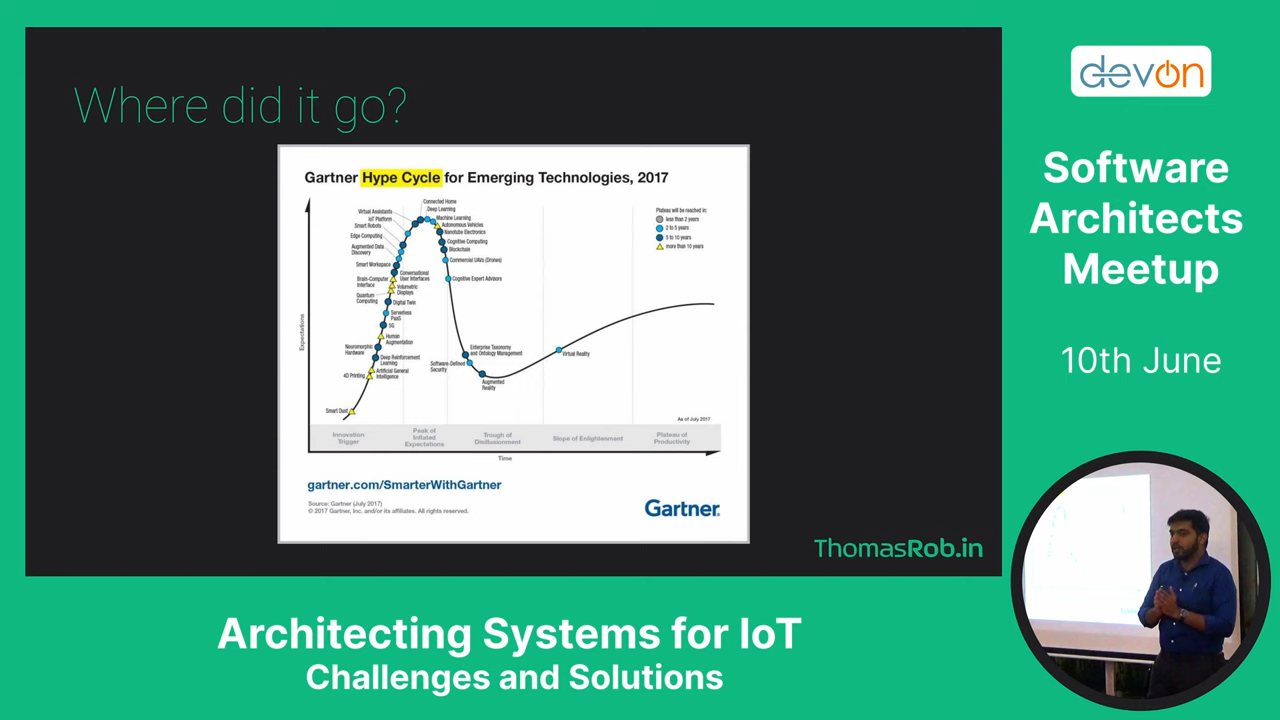 Where did it go?
Gartner Hype Cycle for Emerging Technologies, 2017
Connected Home
Deep Learning
Virtual Assistants
IoT Platform
Machine Learning
Smart Robots
Autonomous Vehicles
Nanotube Electronics
Edge Computing
Cognitive Computing
Augmented Data
Discovery
Blockchain
Smart Workspace
Commercial UAVs (Drones)
Conversational
User Interfaces
Brain-Computer
Interface
Cognitive Expert Advisors
Volumetric
Displays
Quantum
Computing
Digital Twin
Serverless
PaaS
5G
Human
Augmentation
Neuromorphic
Hardware
Deep Reinforcement
Learning
Artificial General
Intelligence
4D Printing
Smart Dust
Enterprise Taxonomy
and Ontology Management
Software-Defined
Security
Augmented
Reality
Virtual Reality
Plateau will be reached in:
less than 2 years
2 to 5 years
5 to 10 years
more than 10 years
Expectations
As of July 2017
Innovation
Trigger
Peak of
Inflated
Expectations
Trough of
Disillusionment
Slope of Enlightenment
Plateau of
Productivity
Time
gartner.com/SmarterWithGartner
Source: Gartner (July 2017)
© 2017 Gartner, Inc. and/or its affiliates. All rights reserved.
Gartner.
ThomasRob.in
devon
Software
Architects
Meetup
10th June
Architecting Systems for IoT
Challenges and Solutions